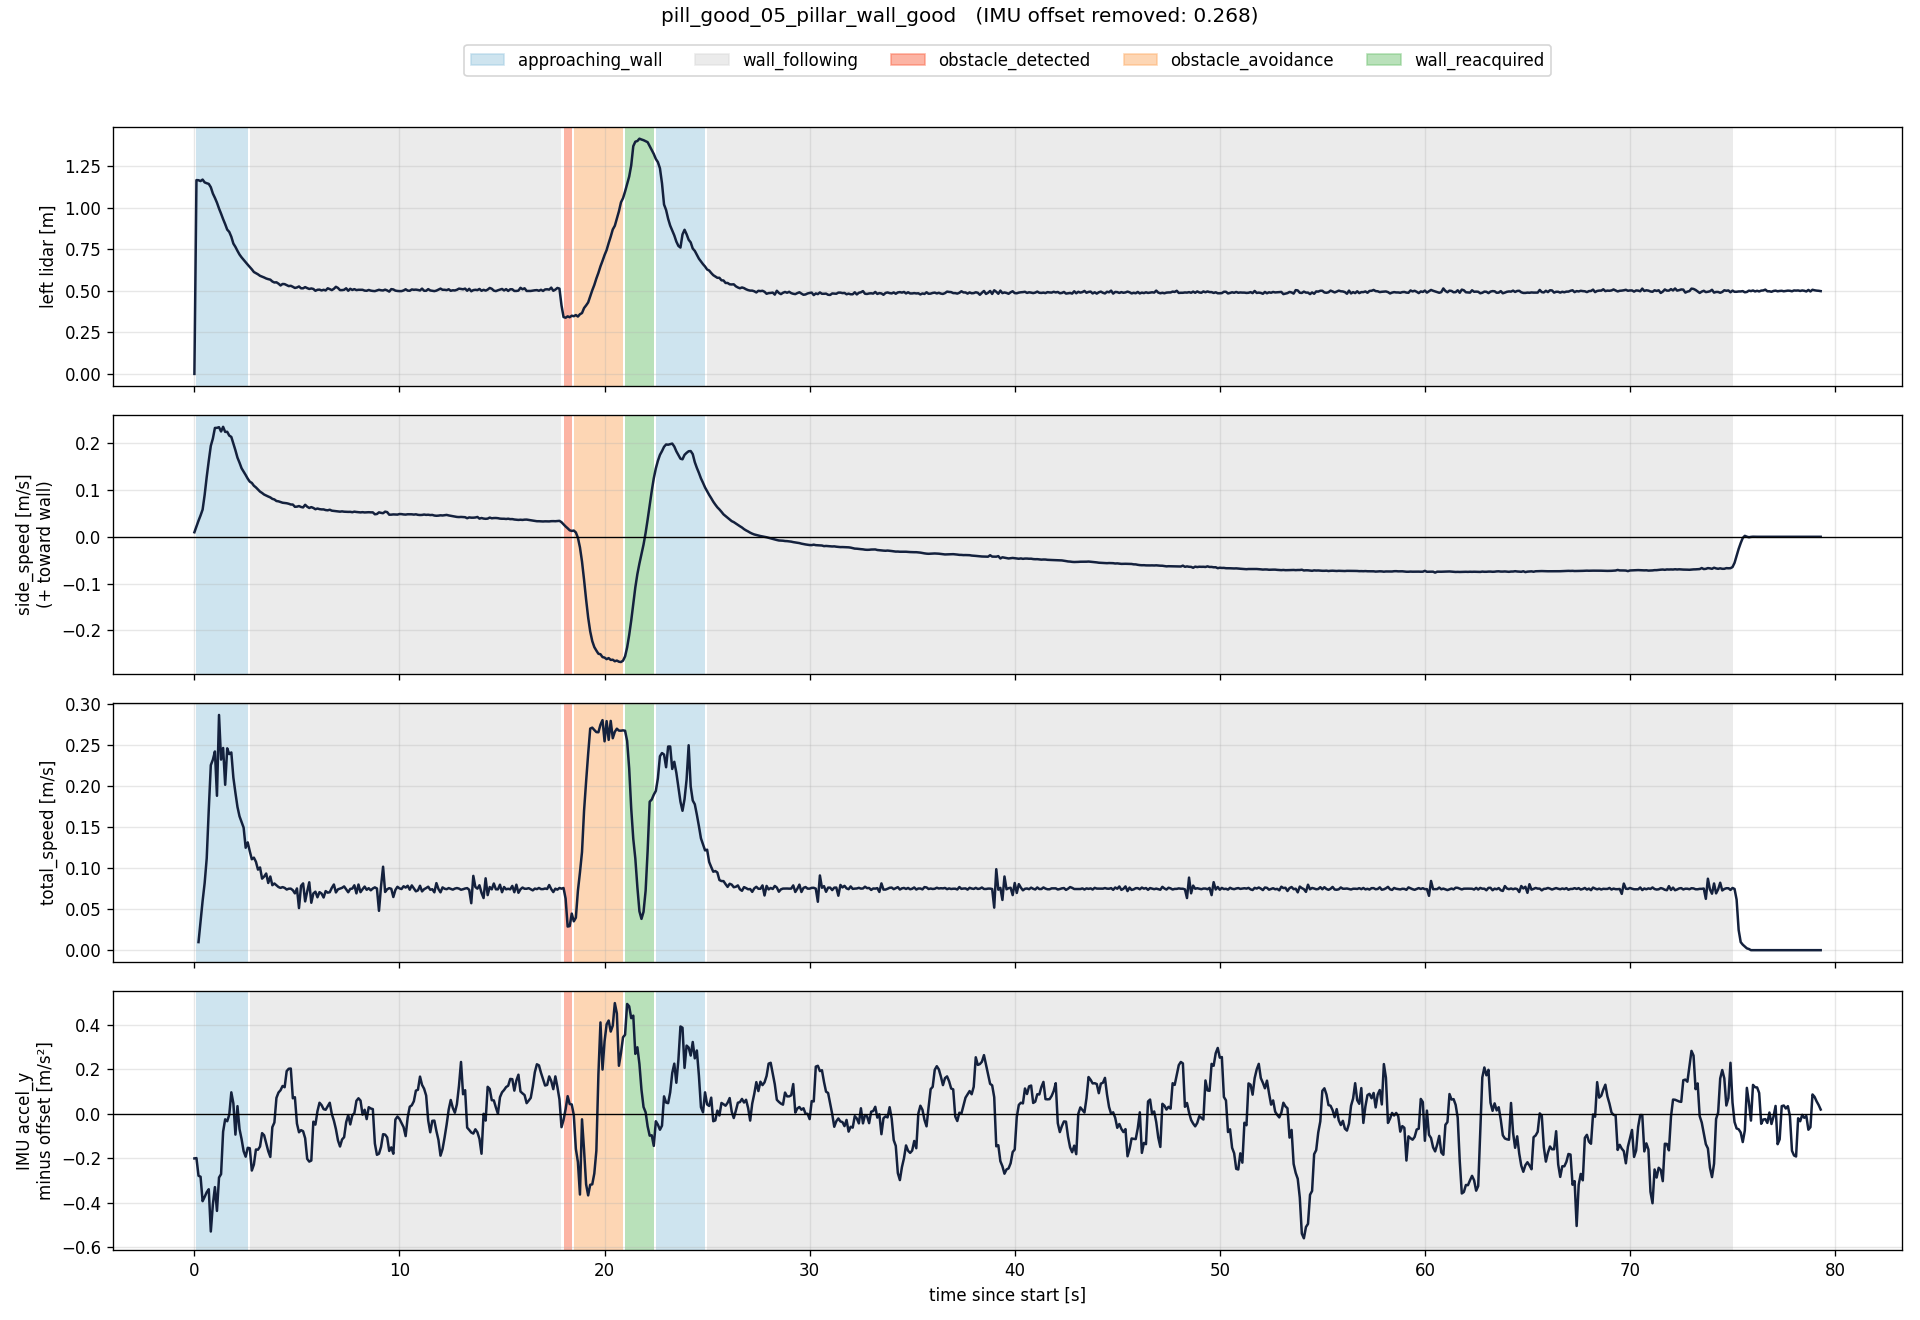 pill_good_05_pillar_wall_good   (IMU offset removed: 0.268)
approaching_wall   wall_following   obstacle_detected   obstacle_avoidance   wall_reacquired
left lidar [m]
1.25
1.00
0.75
0.50
0.25
0.00
side_speed [m/s]
(+ toward wall)
0.2
0.1
0.0
−0.1
−0.2
total_speed [m/s]
0.30
0.25
0.20
0.15
0.10
0.05
0.00
IMU accel_y
minus offset [m/s²]
0.4
0.2
0.0
−0.2
−0.4
−0.6
0   10   20   30   40   50   60   70   80
time since start [s]